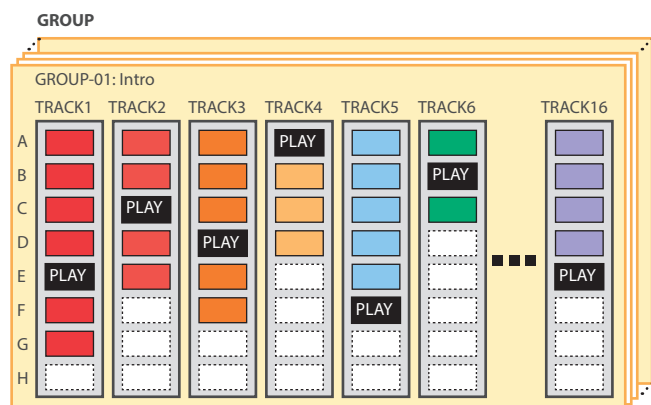 GROUP
GROUP-01: Intro
TRACK1 TRACK2 TRACK3 TRACK4 TRACK5 TRACK6 TRACK16
A PLAY
B PLAY
C PLAY
D PLAY
E PLAY PLAY
F PLAY
G
H